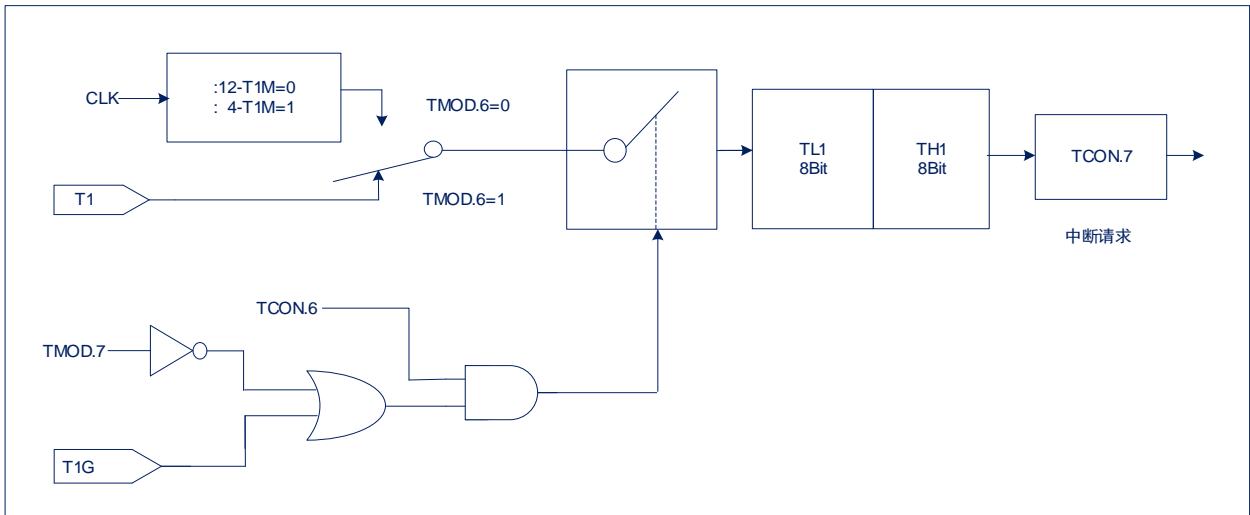 CLK
:12-T1M=0
: 4-T1M=1
TMOD.6=0
T1
TMOD.6=1
TL1
8Bit
TH1
8Bit
TCON.7
中断请求
TCON.6
TMOD.7
T1G